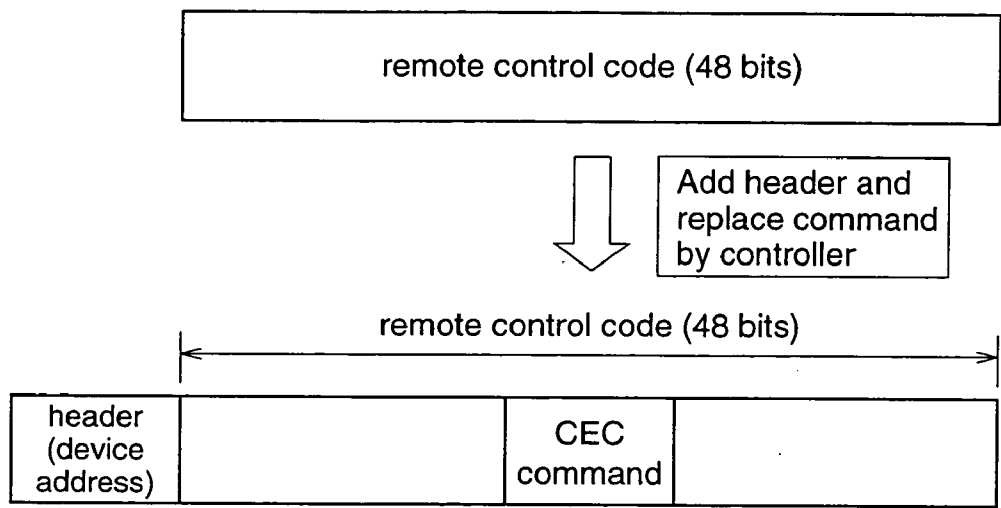 remote control code (48 bits)
Add header and
replace command
by controller
remote control code (48 bits)
header
(device
address)
CEC
command